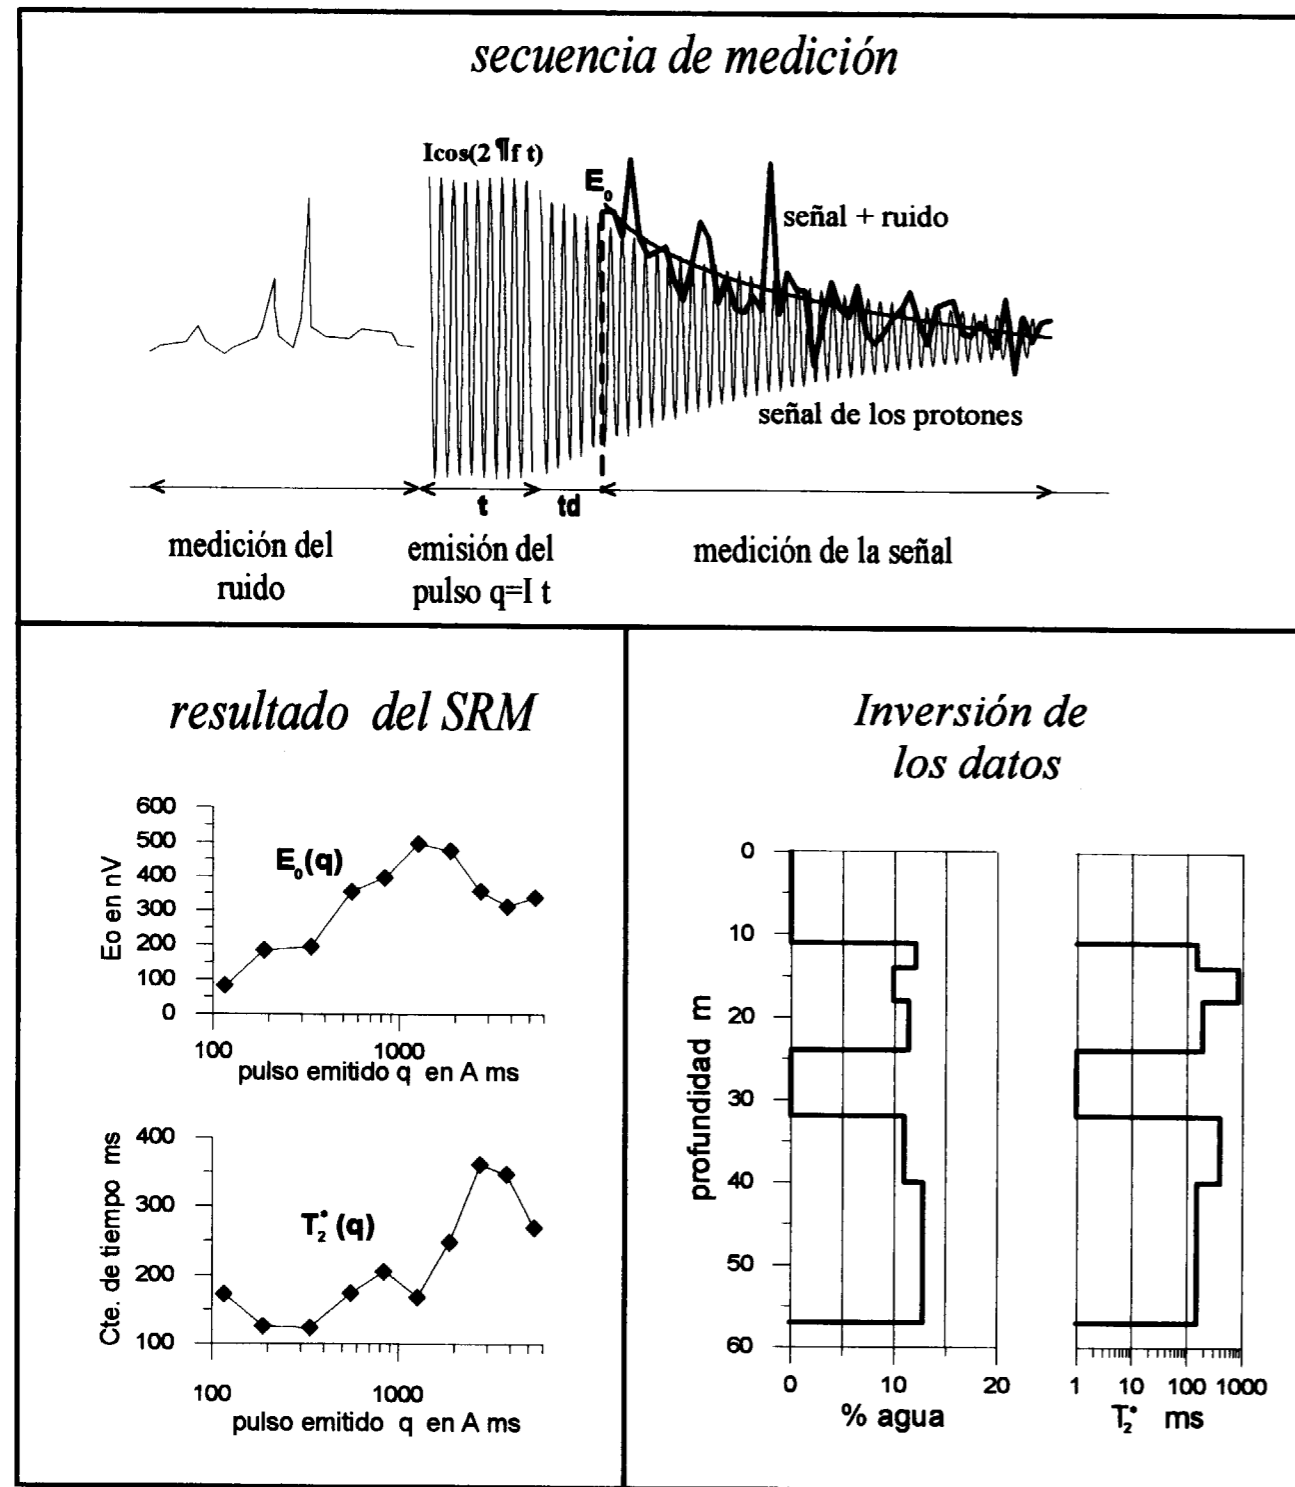 secuencia de medición
Icos(2 ¶f t)
E₀
señal + ruido
señal de los protones
t
td
medición del
ruido
emisión del
pulso q=I t
medición de la señal
resultado del SRM
600
500
400
300
200
100
0
Eo en nV
E₀(q)
100
1000
pulso emitido q en A ms
400
300
200
100
Cte. de tiempo ms
T₂*(q)
100
1000
pulso emitido q en A ms
Inversión de
los datos
0
10
20
30
40
50
60
profundidad m
0
10
20
% agua
1
10
100
1000
T₂* ms